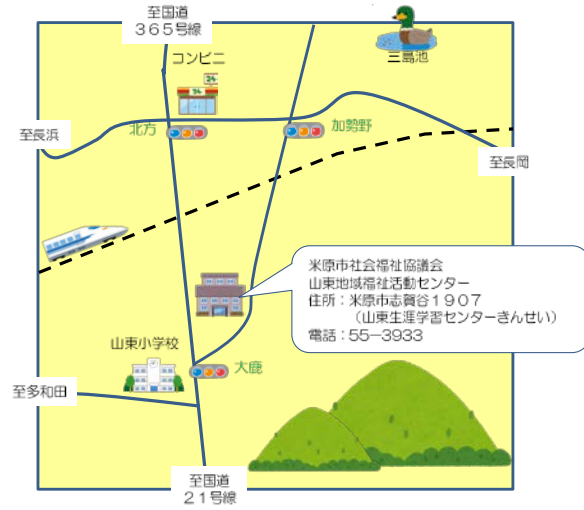 至国道
３６５号線
コンビニ
24
三島池
北方
加勢野
至長浜
至長岡
米原市社会福祉協議会
山東地域福祉活動センター
住所：米原市志賀谷１９０７
（山東生涯学習センターきんせい）
電話：55－3933
山東小学校
大鹿
至多和田
至国道
２１号線